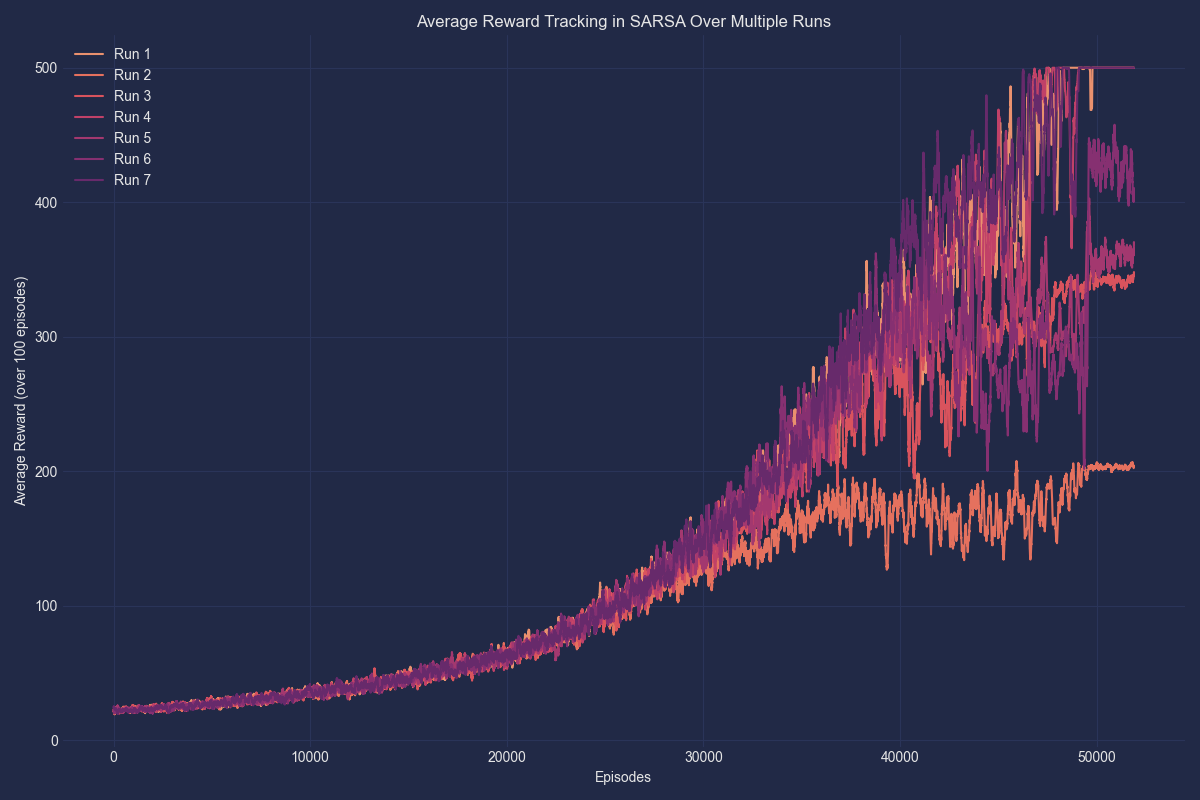 Average Reward Tracking in SARSA Over Multiple Runs
Run 1
Run 2
Run 3
Run 4
Run 5
Run 6
Run 7
500
400
300
200
100
0
Average Reward (over 100 episodes)
0
10000
20000
30000
40000
50000
Episodes